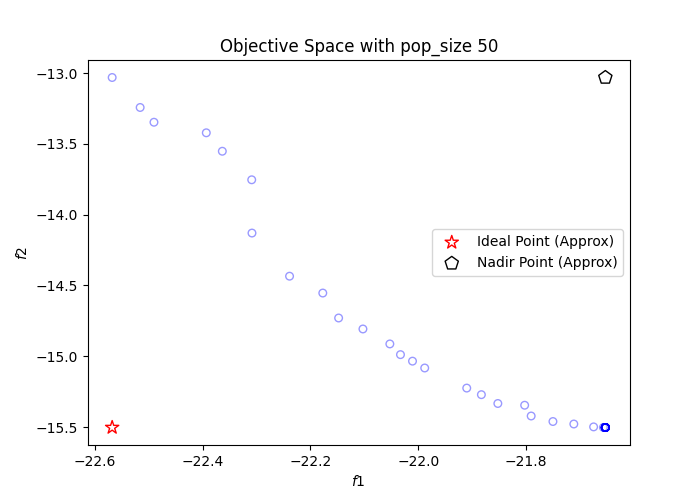 Objective Space with pop_size 50
−13.0
−13.5
−14.0
−14.5
−15.0
−15.5
f2
Ideal Point (Approx)
Nadir Point (Approx)
−22.6
−22.4
−22.2
−22.0
−21.8
f1